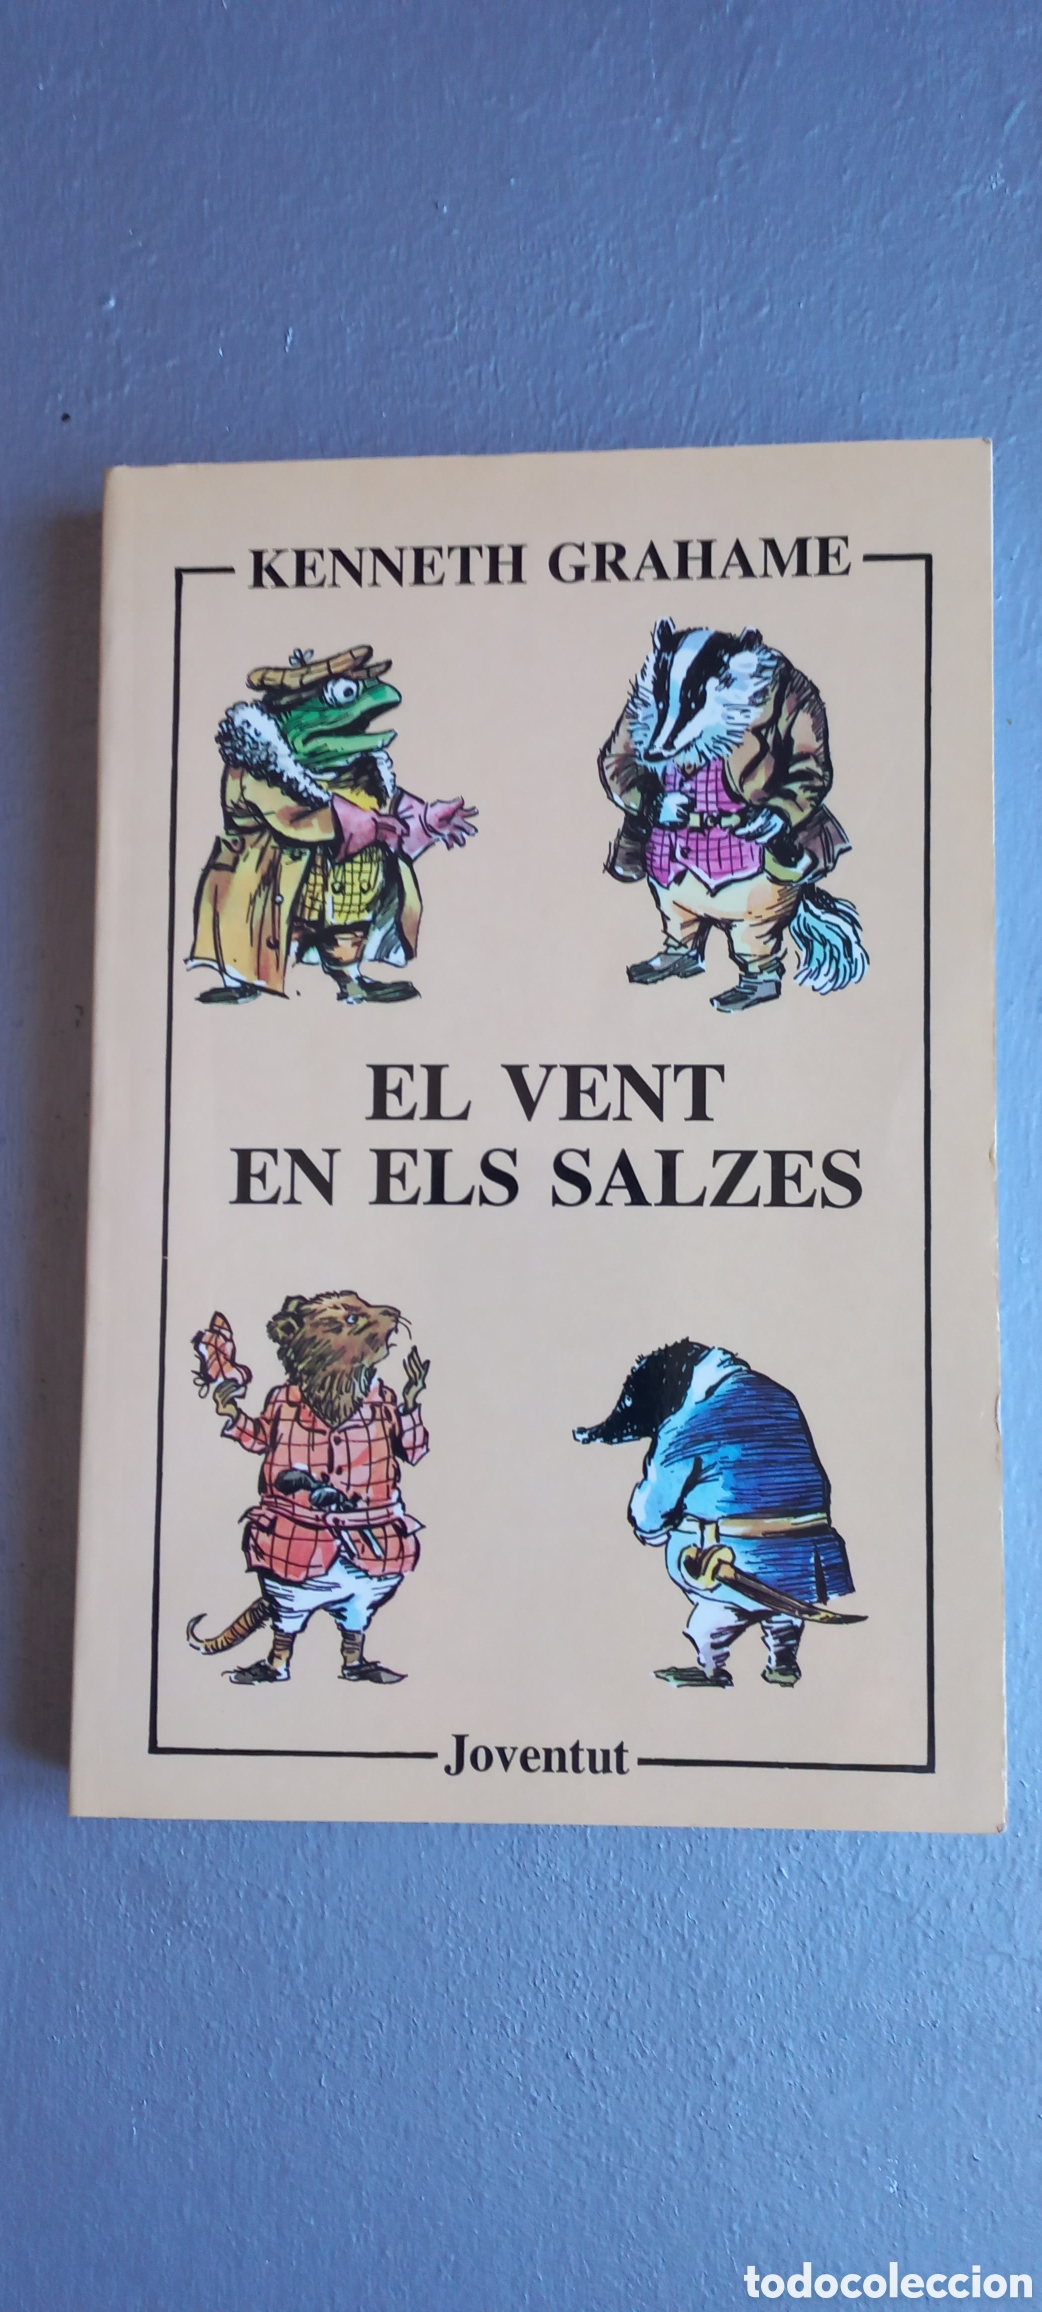 KENNETH GRAHAME
EL VENT
EN ELS SALZES
Joventut
todocoleccion